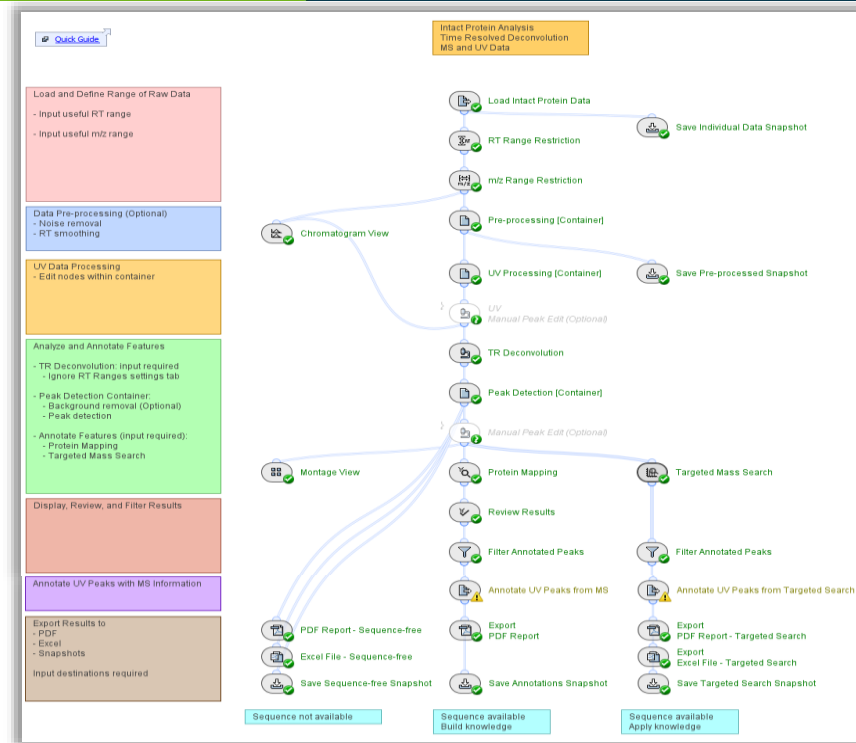 Quick Guide
Intact Protein Analysis
Time Resolved Deconvolution
MS and UV Data
Load and Define Range of Raw Data
- Input useful RT range
- Input useful m/z range
Data Pre-processing (Optional)
- Noise removal
- RT smoothing
UV Data Processing
- Edit nodes within container
Analyze and Annotate Features
- TR Deconvolution: input required
- Ignore RT Ranges settings tab
- Peak Detection Container:
- Background removal (Optional)
- Peak detection
- Annotate Features (input required):
- Protein Mapping
- Targeted Mass Search
Display, Review, and Filter Results
Annotate UV Peaks with MS Information
Export Results to
- PDF
- Excel
- Snapshots
Input destinations required
Load Intact Protein Data
Save Individual Data Snapshot
RT Range Restriction
m/z Range Restriction
Pre-processing [Container]
Chromatogram View
UV Processing [Container]
Save Pre-processed Snapshot
UV
Manual Peak Edit (Optional)
TR Deconvolution
Peak Detection [Container]
Manual Peak Edit (Optional)
Montage View
Protein Mapping
Targeted Mass Search
Review Results
Filter Annotated Peaks
Filter Annotated Peaks
Annotate UV Peaks from MS
Annotate UV Peaks from Targeted Search
PDF Report - Sequence-free
Export
PDF Report
Export
PDF Report - Targeted Search
Excel File - Sequence-free
Export
Excel File - Targeted Search
Save Sequence-free Snapshot
Save Annotations Snapshot
Save Targeted Search Snapshot
Sequence not available
Sequence available
Build knowledge
Sequence available
Apply knowledge